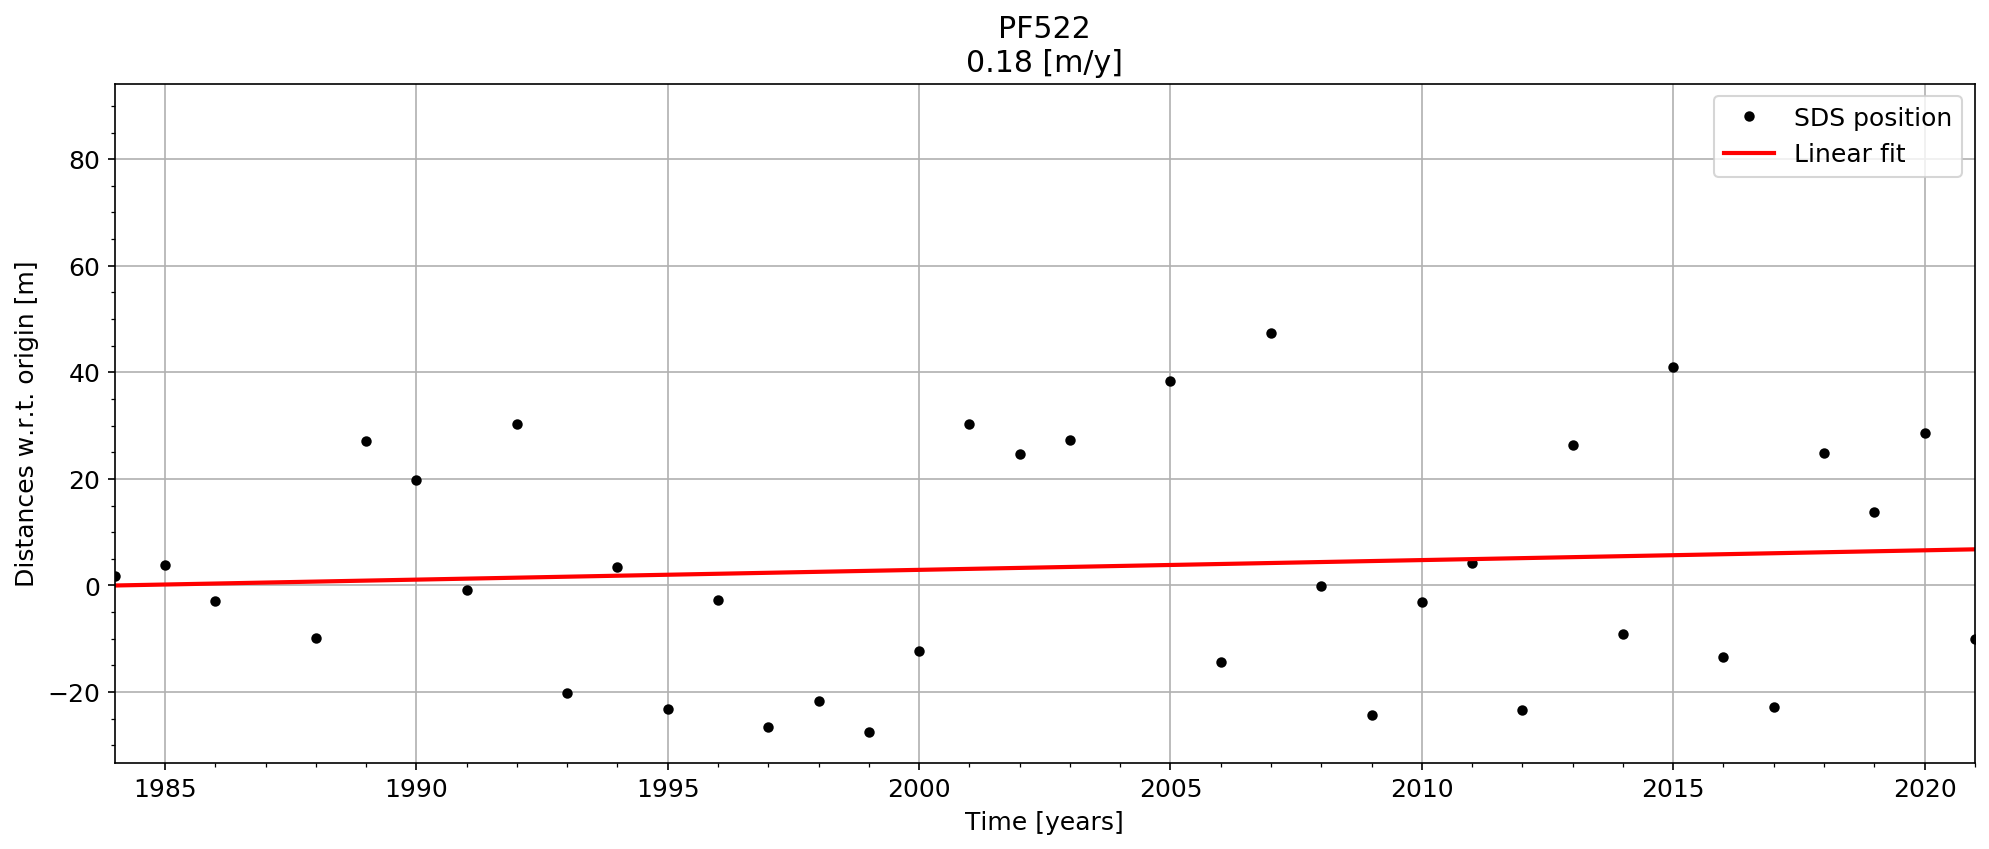 PF522
0.18 [m/y]
SDS position
Linear fit
Distances w.r.t. origin [m]
80
60
40
20
0
−20
1985 1990 1995 2000 2005 2010 2015 2020
Time [years]